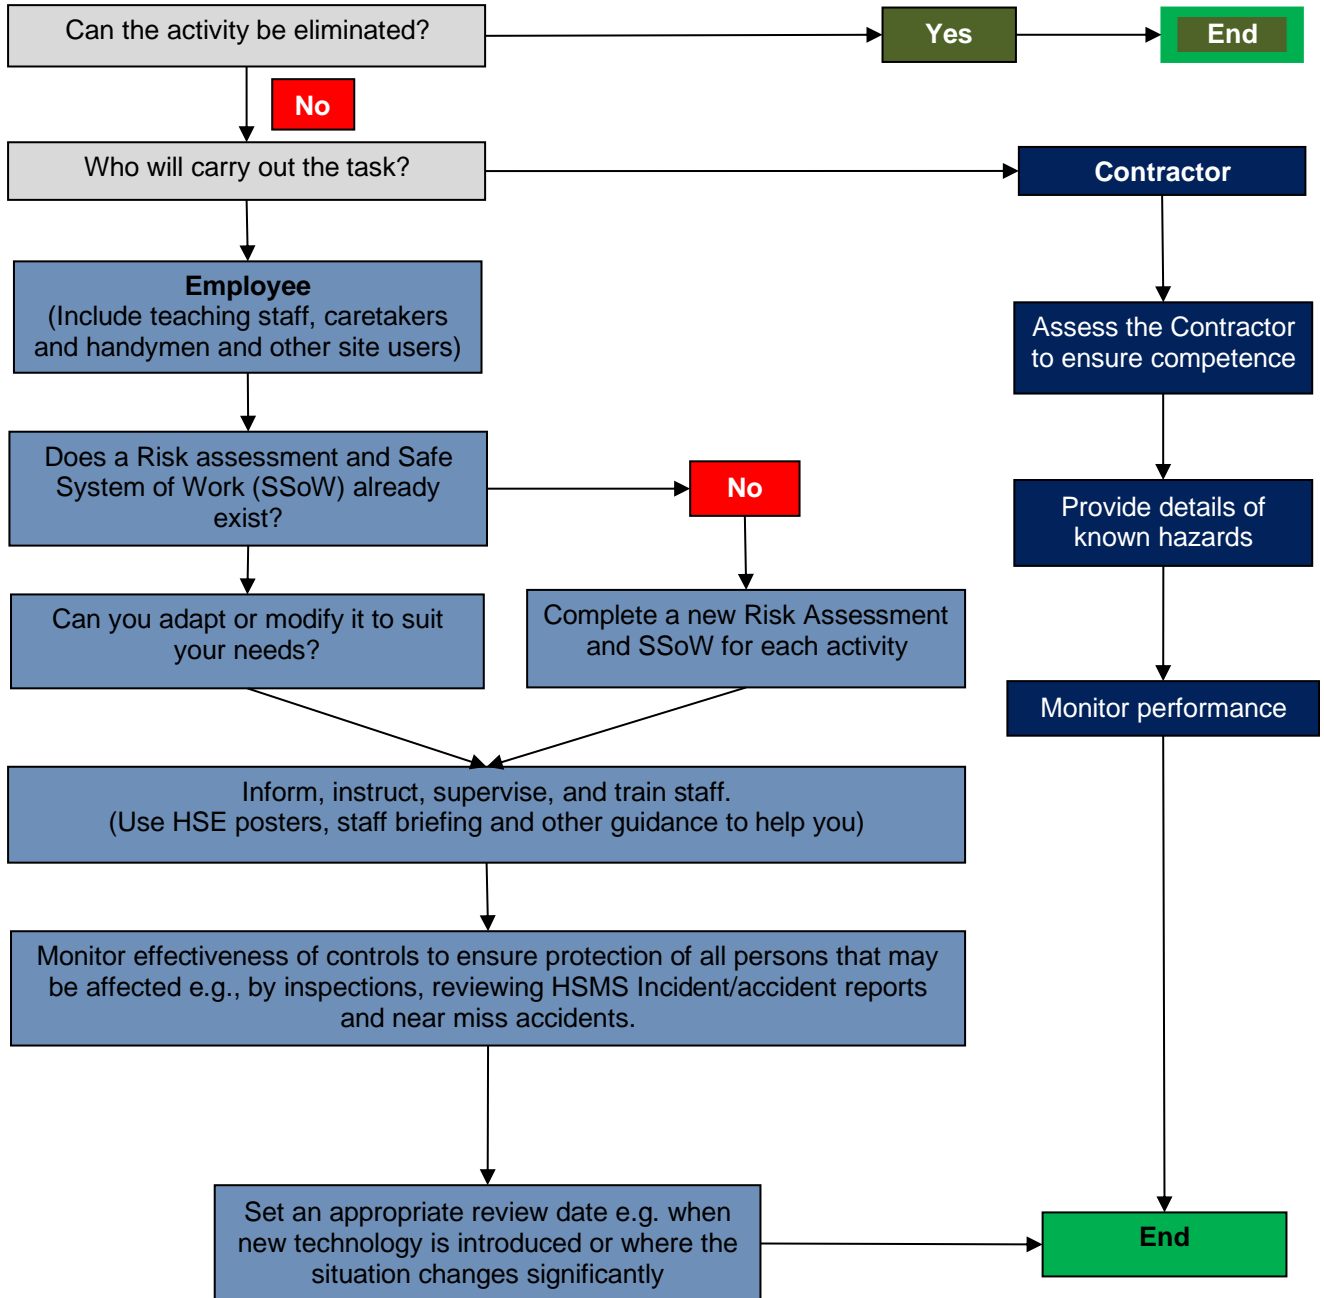 Can the activity be eliminated?
Yes
End
No
Who will carry out the task?
Contractor
Employee
(Include teaching staff, caretakers
and handymen and other site users)
Assess the Contractor
to ensure competence
Does a Risk assessment and Safe
System of Work (SSoW) already
exist?
No
Provide details of
known hazards
Can you adapt or modify it to suit
your needs?
Complete a new Risk Assessment
and SSoW for each activity
Monitor performance
Inform, instruct, supervise, and train staff.
(Use HSE posters, staff briefing and other guidance to help you)
Monitor effectiveness of controls to ensure protection of all persons that may
be affected e.g., by inspections, reviewing HSMS Incident/accident reports
and near miss accidents.
Set an appropriate review date e.g. when
new technology is introduced or where the
situation changes significantly
End